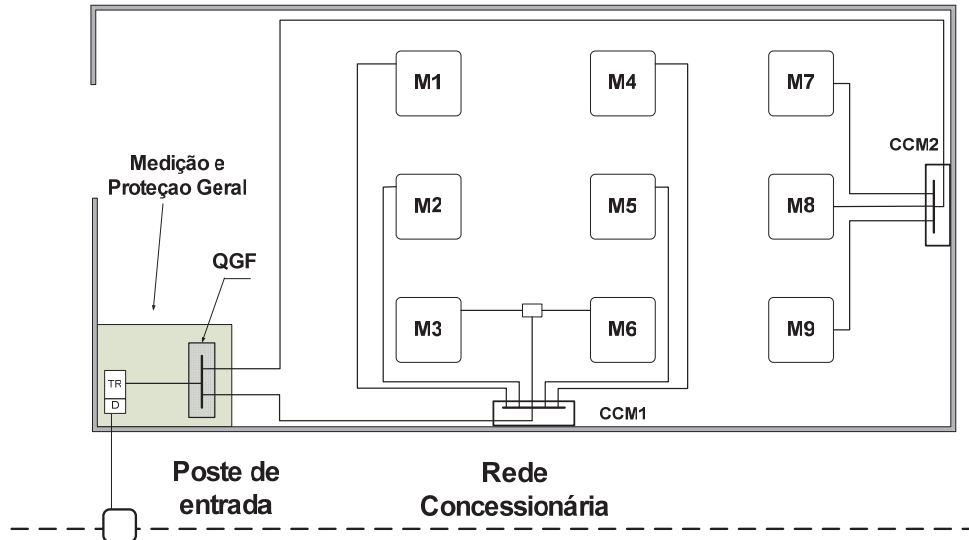 M1
M4
M7
CCM2
Medição e
Proteçao Geral
M2
M5
M8
QGF
M3
M6
M9
TR
D
CCM1
Poste de
entrada
Rede
Concessionária